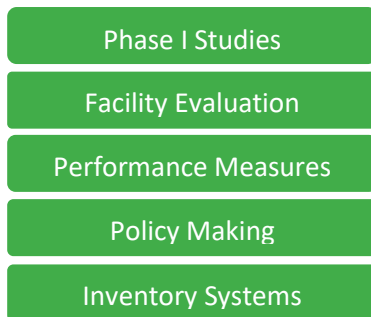 Phase I Studies
Facility Evaluation
Performance Measures
Policy Making
Inventory Systems